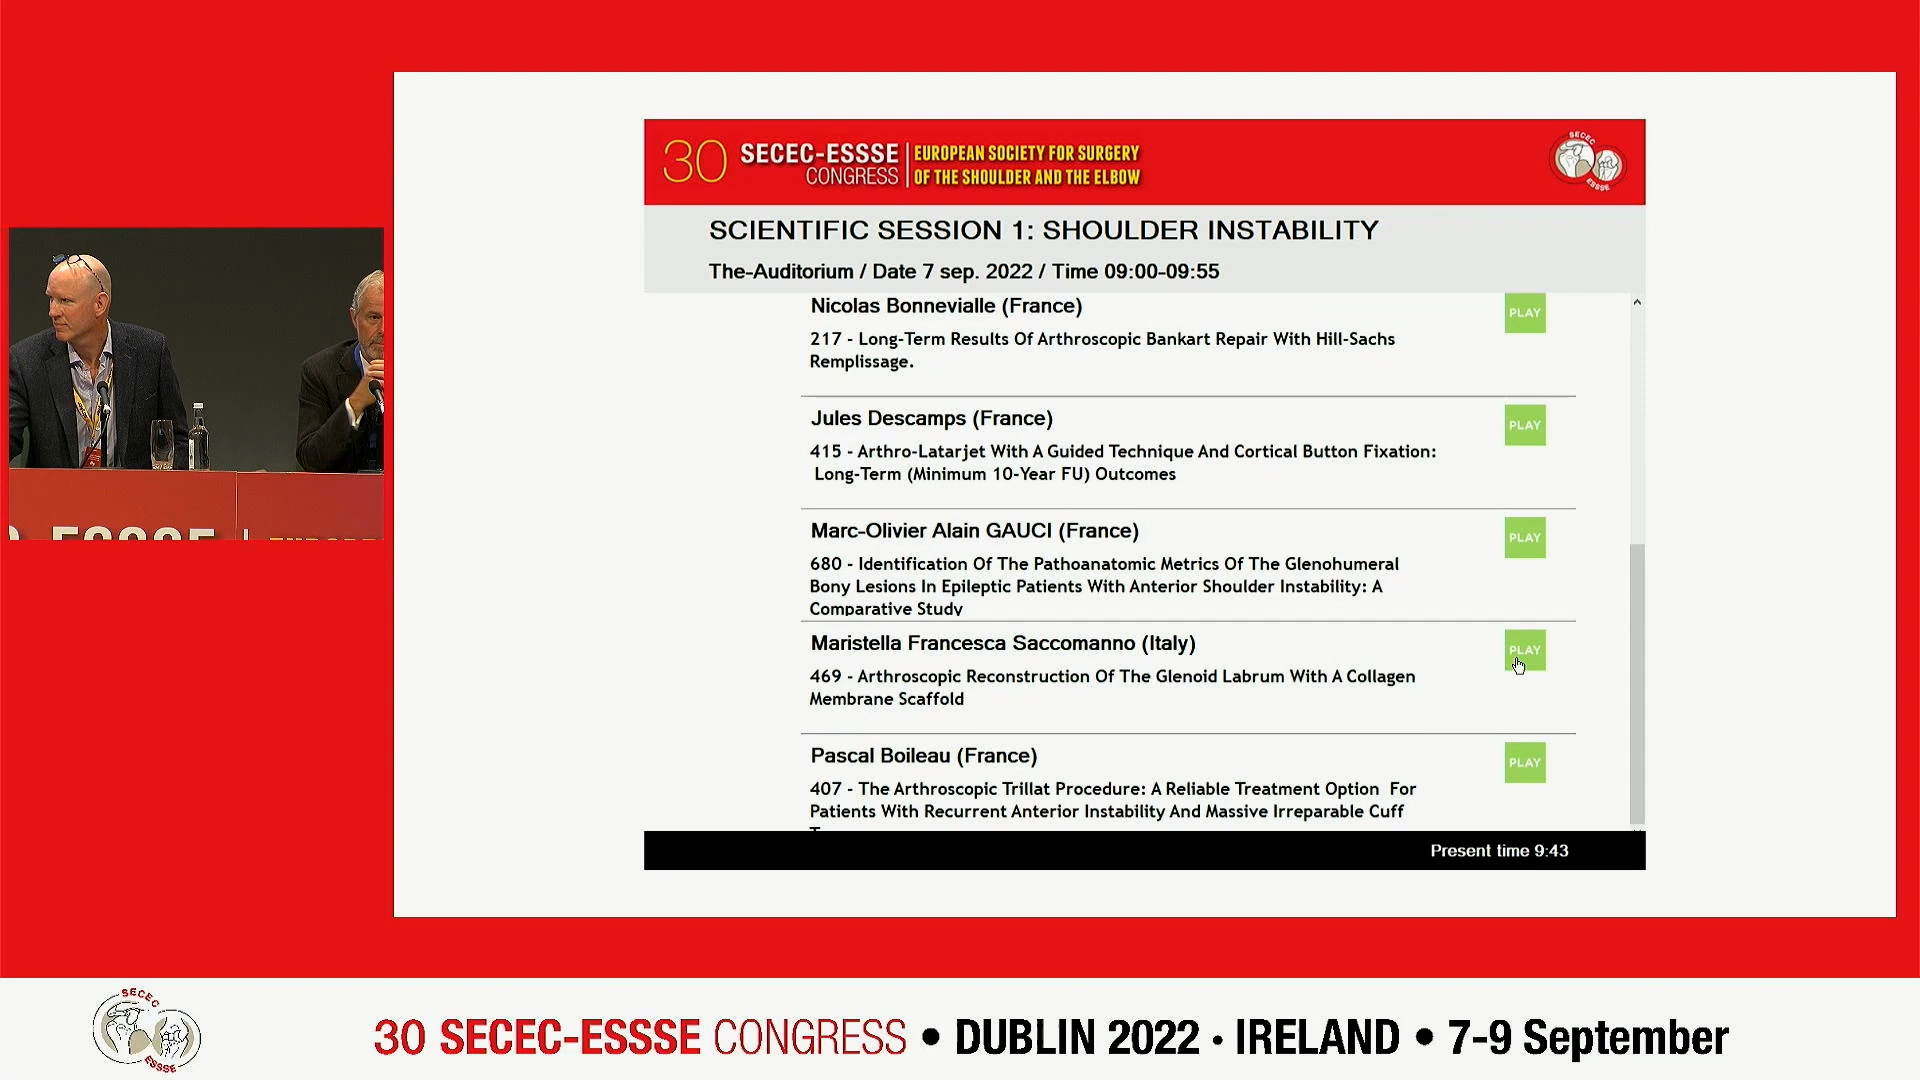 30 SECEC-ESSSE CONGRESS
EUROPEAN SOCIETY FOR SURGERY
OF THE SHOULDER AND THE ELBOW
SECEC
ESSSE
SCIENTIFIC SESSION 1: SHOULDER INSTABILITY
The-Auditorium / Date 7 sep. 2022 / Time 09:00-09:55
Nicolas Bonnevialle (France)
PLAY
217 - Long-Term Results Of Arthroscopic Bankart Repair With Hill-Sachs
Remplissage.
Jules Descamps (France)
PLAY
415 - Arthro-Latarjet With A Guided Technique And Cortical Button Fixation:
Long-Term (Minimum 10-Year FU) Outcomes
Marc-Olivier Alain GAUCI (France)
PLAY
680 - Identification Of The Pathoanatomic Metrics Of The Glenohumeral
Bony Lesions In Epileptic Patients With Anterior Shoulder Instability: A
Comparative Study
Maristella Francesca Saccomanno (Italy)
PLAY
469 - Arthroscopic Reconstruction Of The Glenoid Labrum With A Collagen
Membrane Scaffold
Pascal Boileau (France)
PLAY
407 - The Arthroscopic Trillat Procedure: A Reliable Treatment Option For
Patients With Recurrent Anterior Instability And Massive Irreparable Cuff
Present time 9:43
SECEC
ESSSE
30 SECEC-ESSSE CONGRESS • DUBLIN 2022 • IRELAND • 7-9 September